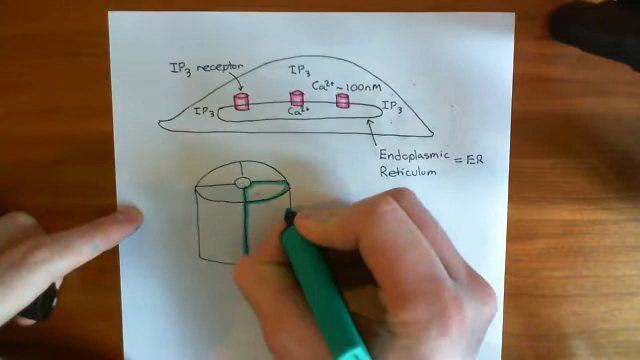 IP₃ receptor
IP₃
Ca²⁺ ~ 100nM
IP₃
Ca²⁺
IP₃
Endoplasmic = ER
Reticulum